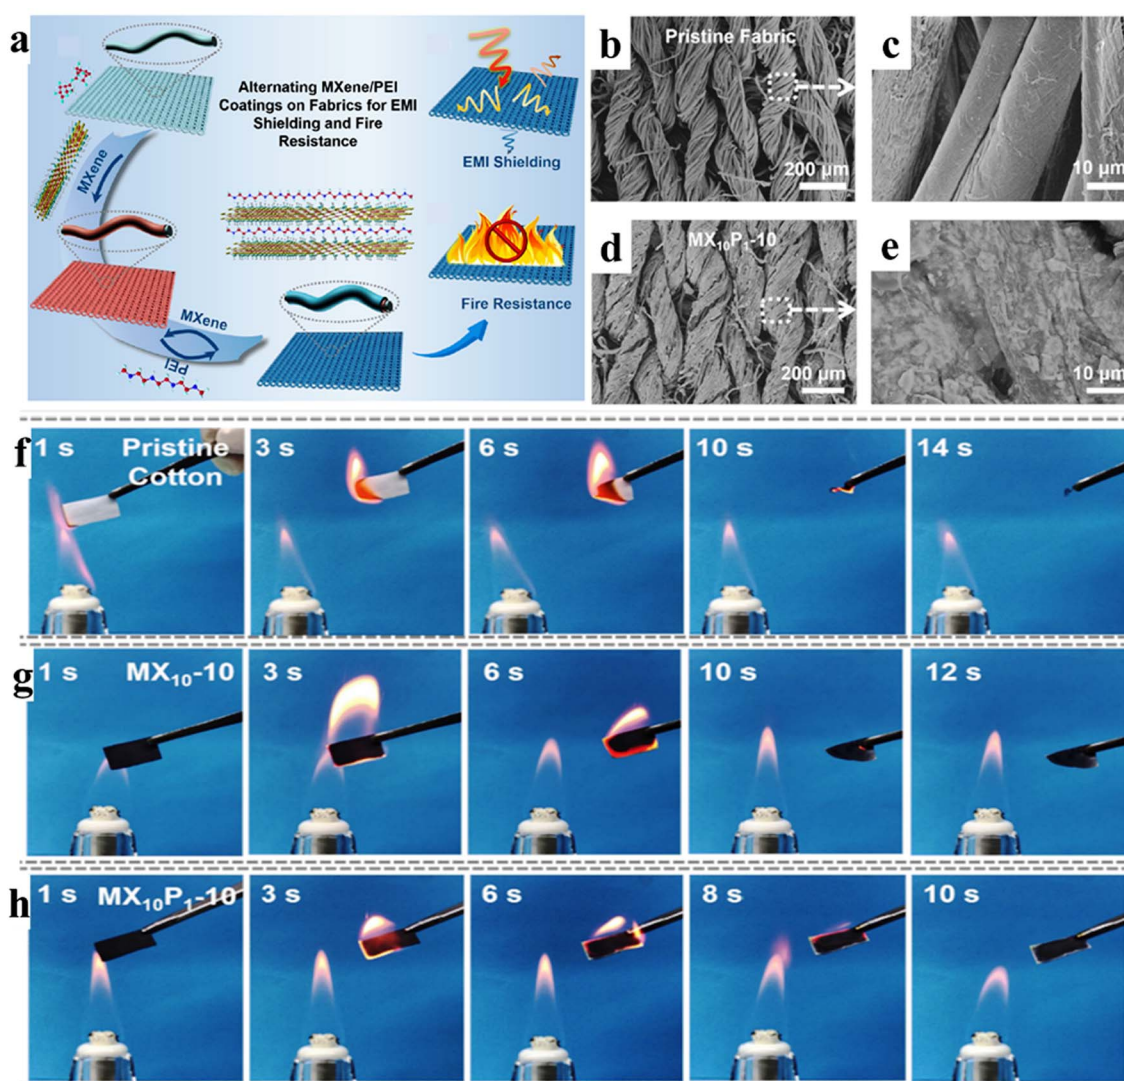 a
Alternating MXene/PEI
Coatings on Fabrics for EMI
Shielding and Fire
Resistance
EMI Shielding
MXene
Fire Resistance
MXene
PEI
b
Pristine Fabric
200 μm
c
10 μm
d
MX₁₀P₁-10
200 μm
e
10 μm
f
1 s
Pristine
Cotton
3 s
6 s
10 s
14 s
g
1 s
MX₁₀-10
3 s
6 s
10 s
12 s
h
1 s
MX₁₀P₁-10
3 s
6 s
8 s
10 s